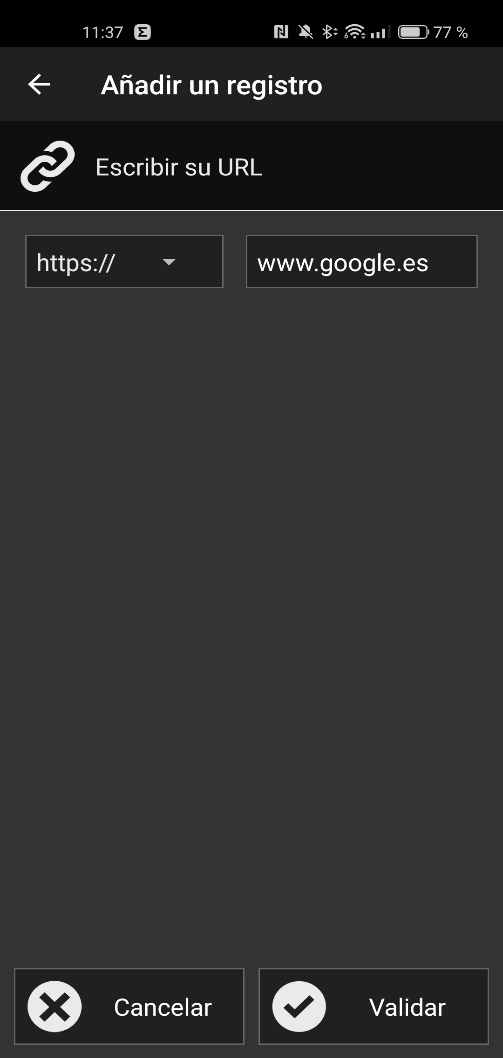 11:37 77 %
Añadir un registro
Escribir su URL
https:// www.google.es
Cancelar Validar